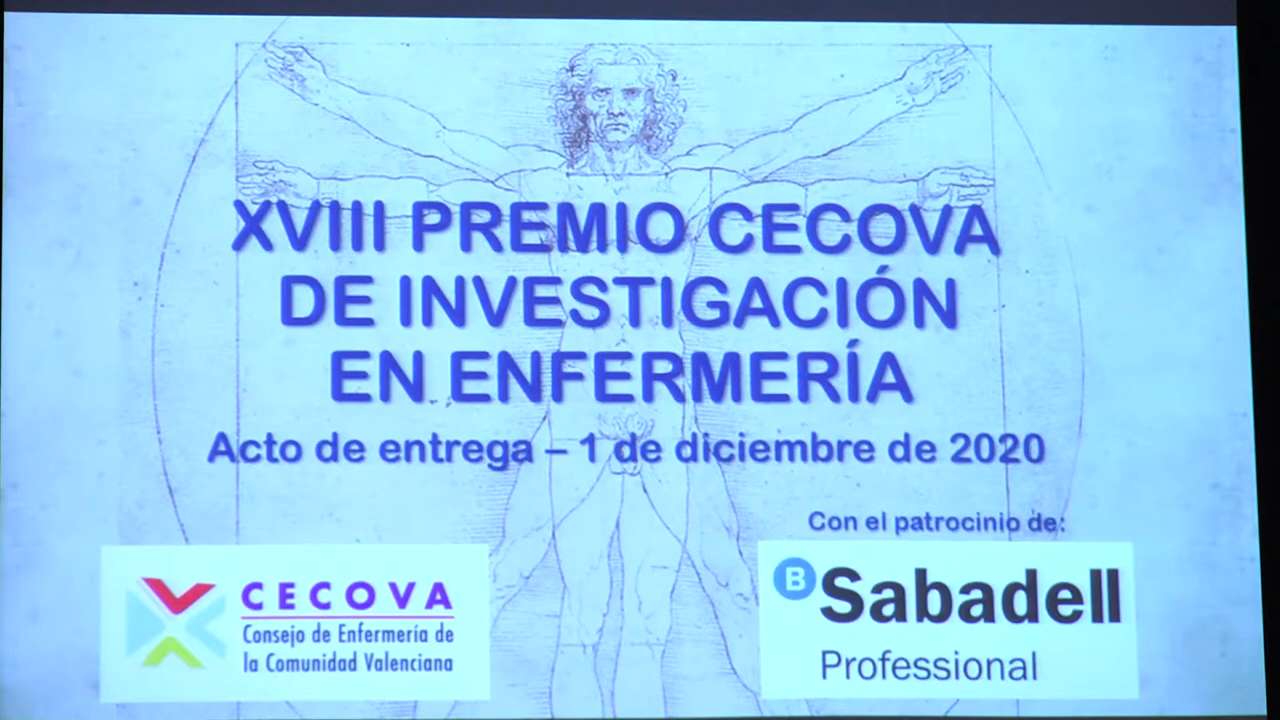 XVIII PREMIO CECOVA
DE INVESTIGACIÓN
EN ENFERMERÍA
Acto de entrega – 1 de diciembre de 2020
Con el patrocinio de:
CECOVA
Consejo de Enfermería de
la Comunidad Valenciana
B Sabadell
Professional